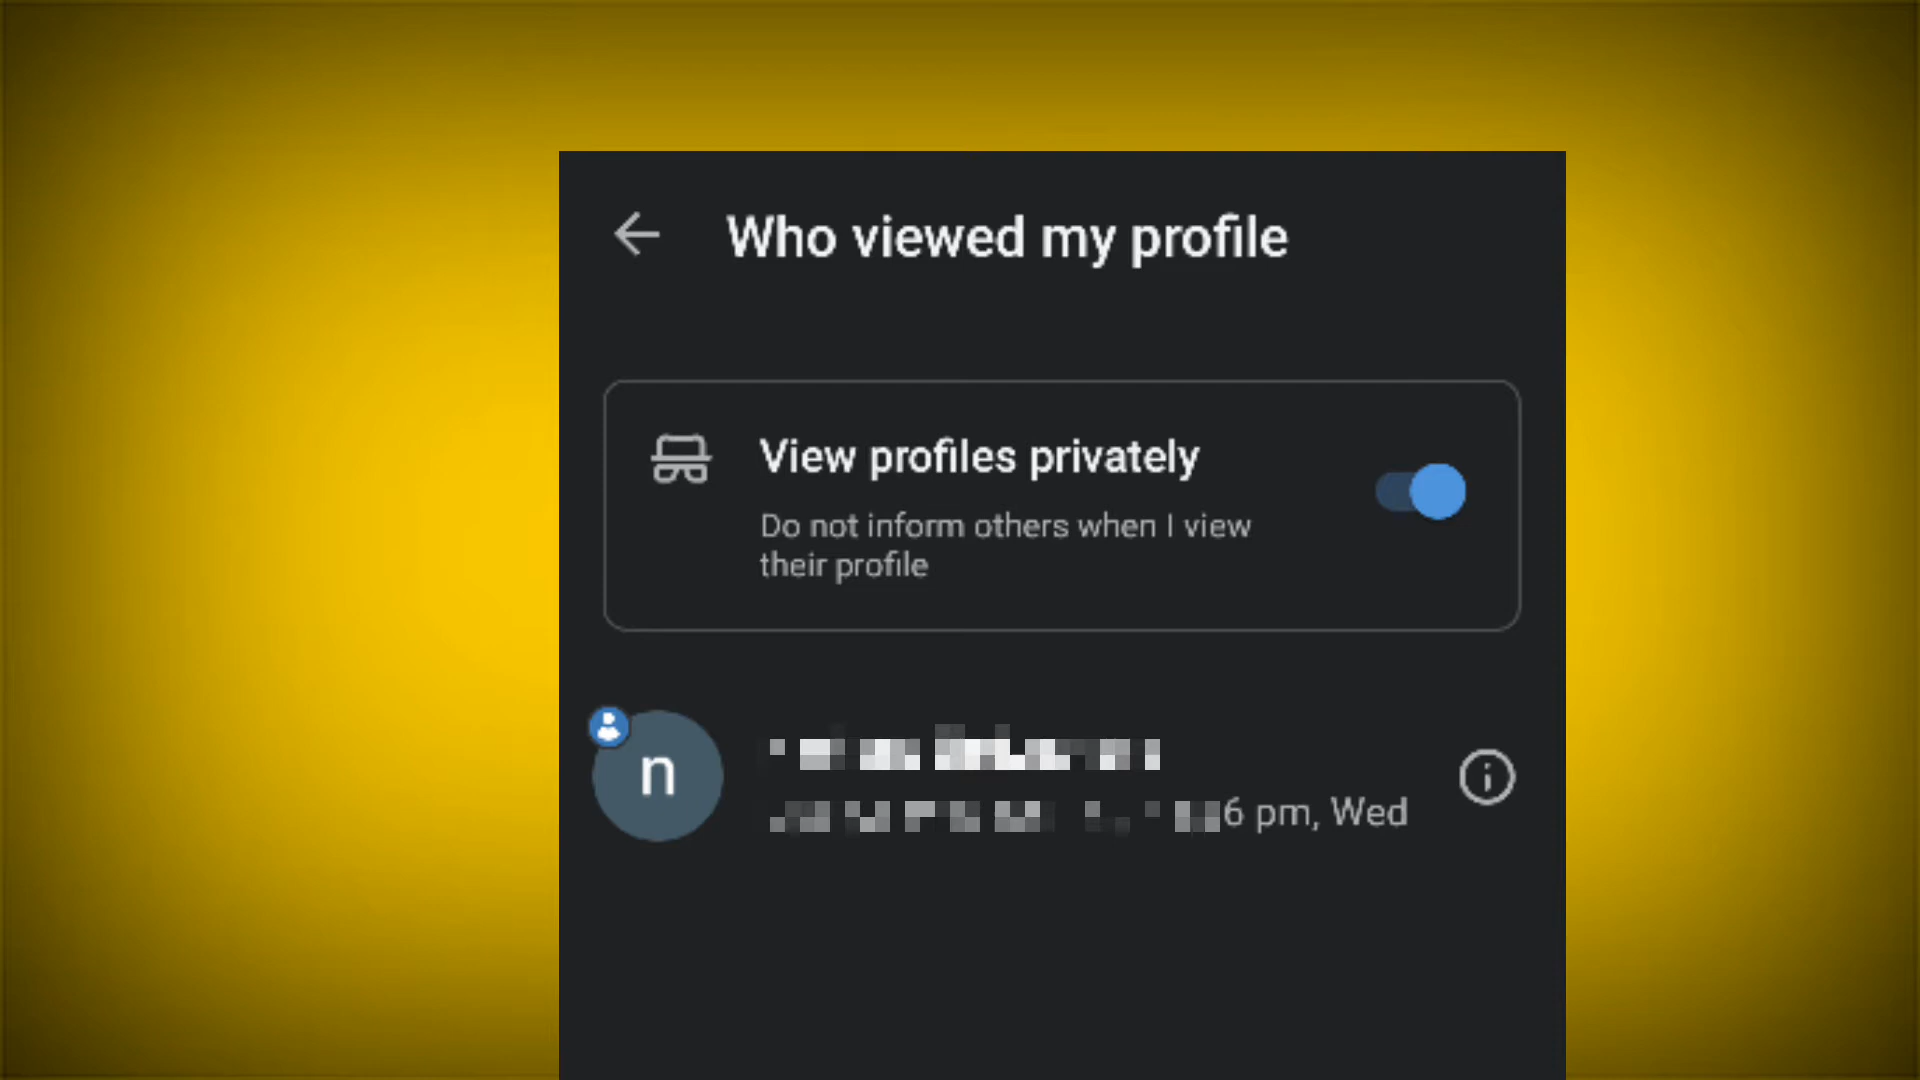 Who viewed my profile
View profiles privately
Do not inform others when I view
their profile
n
6 pm, Wed